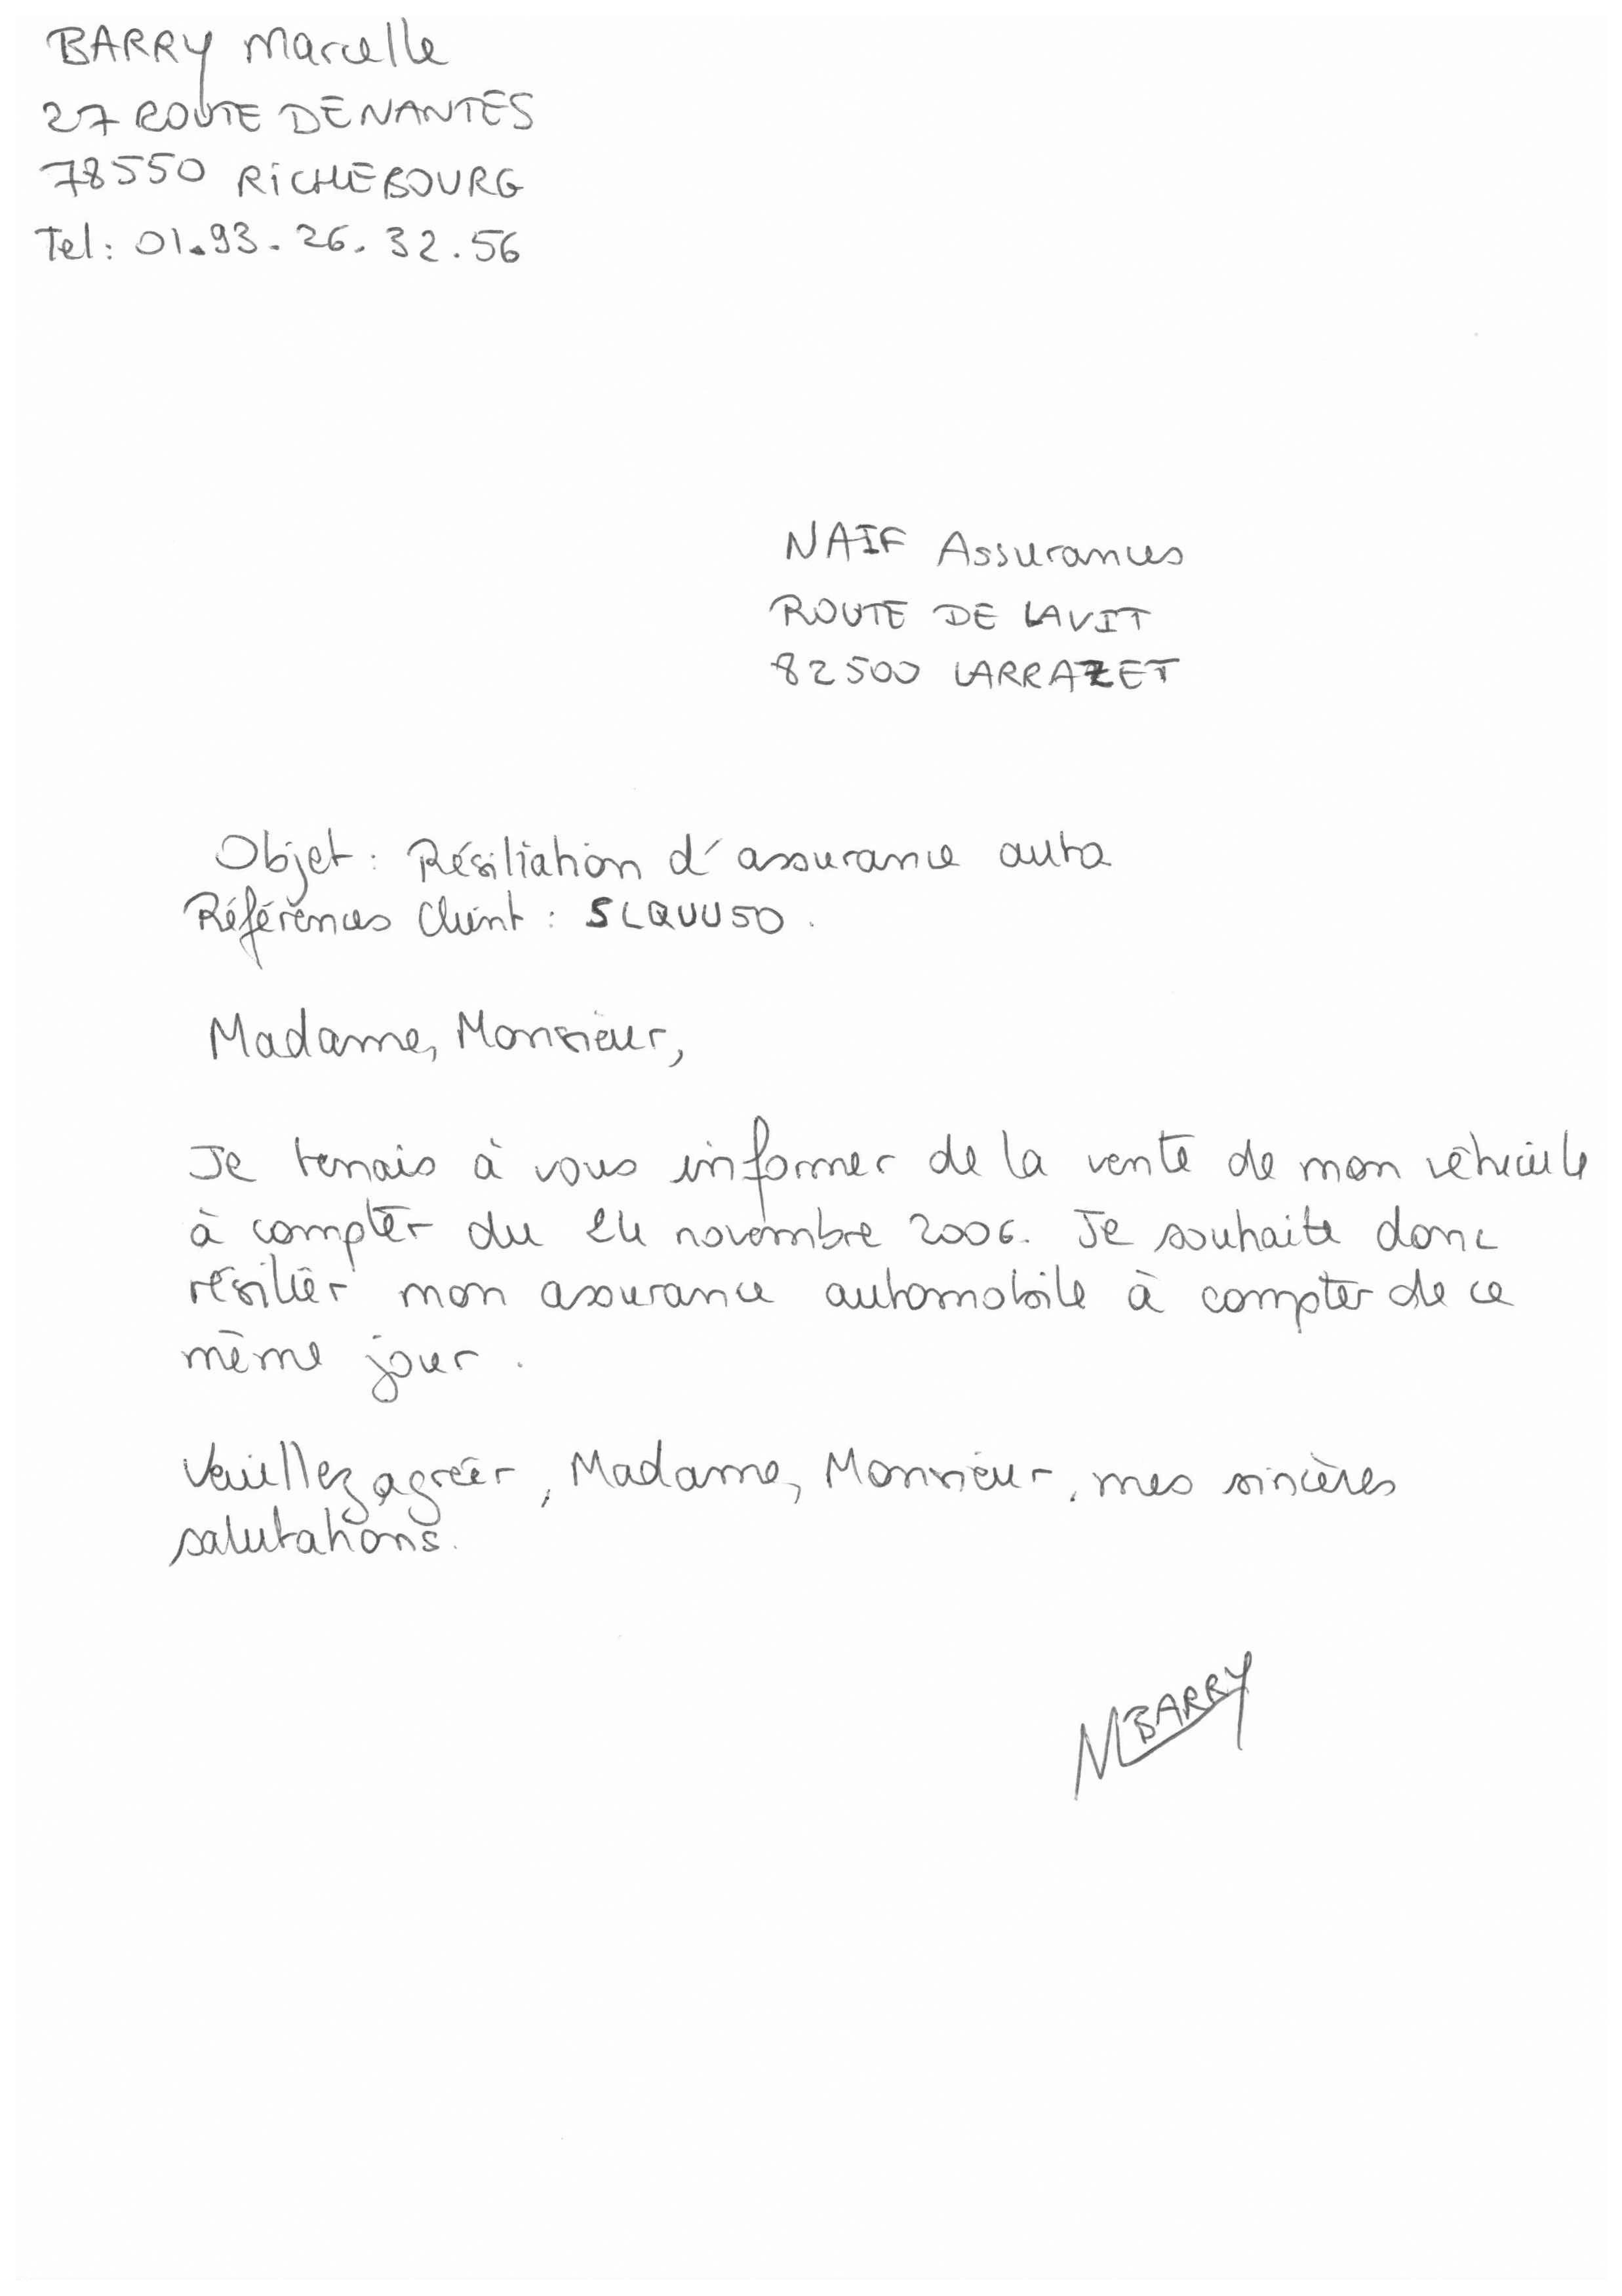 BARRY Marcelle
27 ROUTE DE NANTES
78550 RICHEBOURG
Tel: 01.93.26.32.56
NAIF Assurances
ROUTE DE LAVIT
82500 LARRAZET
Objet : Résiliation d'assurance auto
Références Client : SLQUU50.
Madame, Monsieur,
Je tenais à vous informer de la vente de mon véhicule
à compter du 24 novembre 2006. Je souhaite donc
résilier mon assurance automobile à compter de ce
même jour.
Veuillez agréer, Madame, Monsieur, mes sincères
salutations.
MBARRY